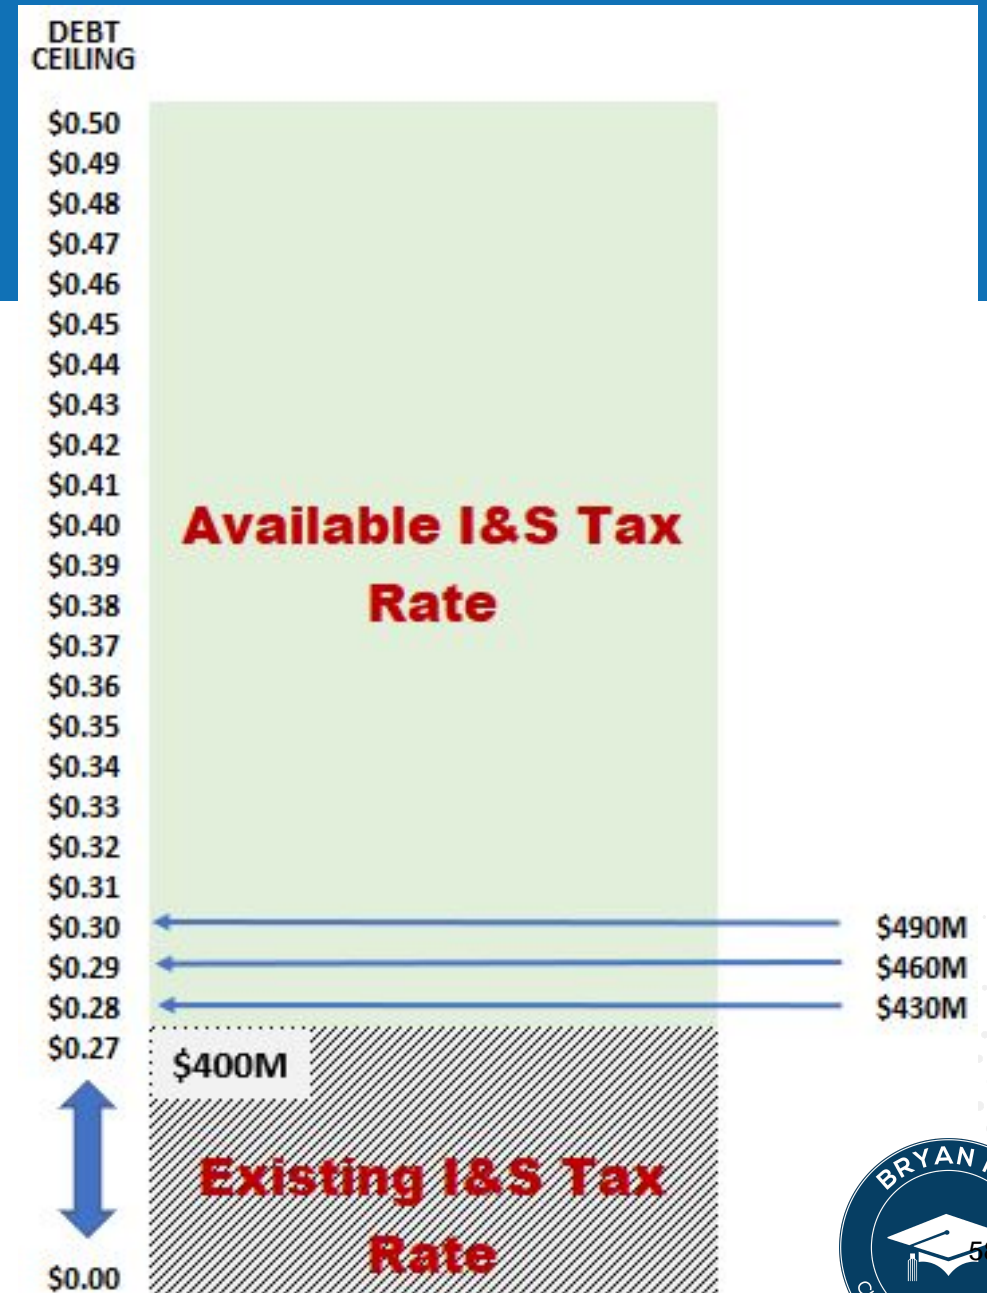 DEBT
CEILING
$0.50
$0.49
$0.48
$0.47
$0.46
$0.45
$0.44
$0.43
$0.42
$0.41
$0.40
$0.39
$0.38
$0.37
$0.36
$0.35
$0.34
$0.33
$0.32
$0.31
$0.30
$0.29
$0.28
$0.27
$0.00
Available I&S Tax
Rate
$490M
$460M
$430M
$400M
Existing I&S Tax
Rate
BRYAN